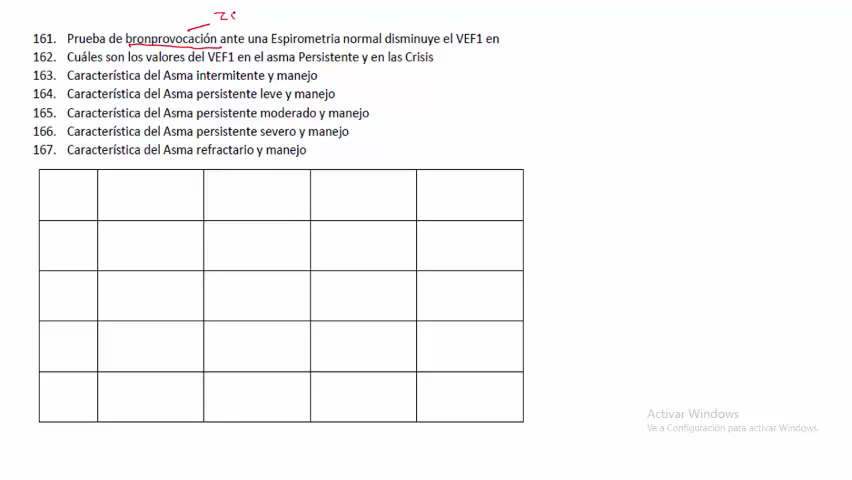 161. Prueba de bronprovocación ante una Espirometria normal disminuye el VEF1 en
162. Cuáles son los valores del VEF1 en el asma Persistente y en las Crisis
163. Característica del Asma intermitente y manejo
164. Característica del Asma persistente leve y manejo
165. Característica del Asma persistente moderado y manejo
166. Característica del Asma persistente severo y manejo
167. Característica del Asma refractario y manejo
Activar Windows
Ve a Configuración para activar Windows.